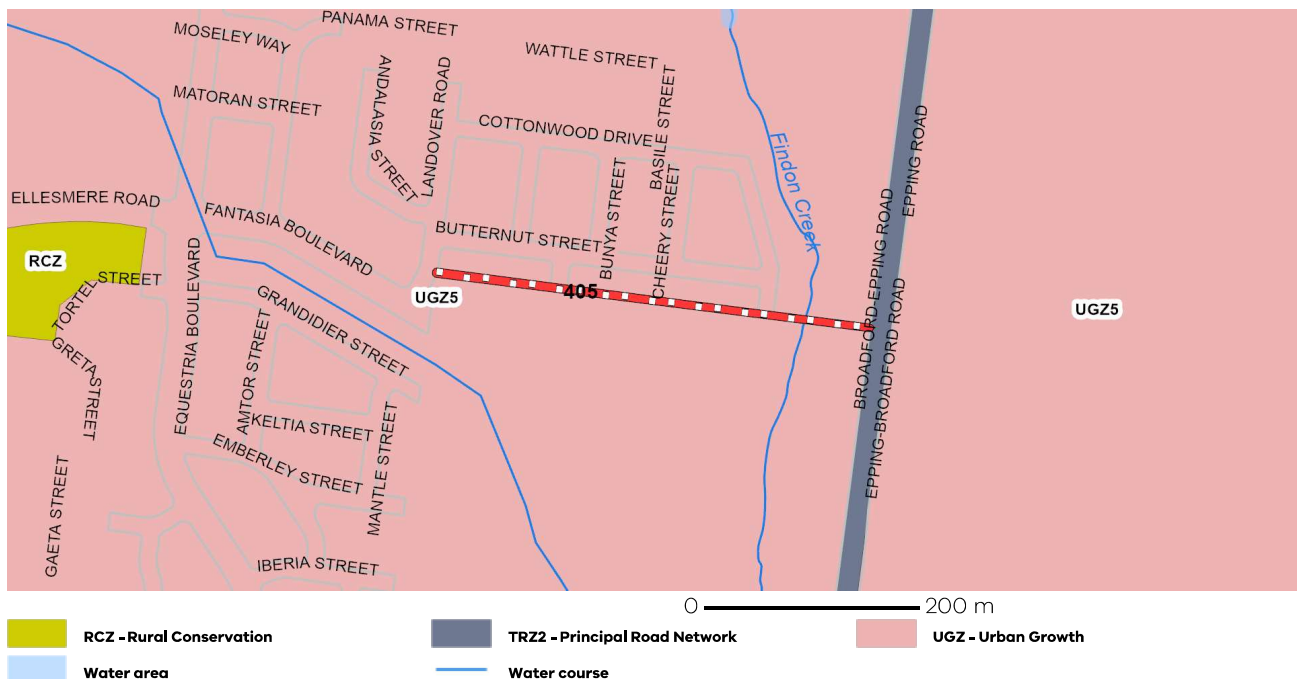 PANAMA STREET
MOSELEY WAY
WATTLE STREET
ANDALASIA STREET
LANDOVER ROAD
BASILE STREET
MATORAN STREET
COTTONWOOD DRIVE
EPPING ROAD
Findon Creek
ELLESMERE ROAD
FANTASIA BOULEVARD
BUTTERNUT STREET
BUNYA STREET
CHEERY STREET
BROADFORD-EPPING ROAD
RCZ
TORTEL STREET
EQUESTRIA BOULEVARD
UGZ5
405
UGZ5
GRANDIDIER STREET
EPPING-BROADFORD ROAD
GRETA STREET
AMTOR STREET
KELTIA STREET
MANTLE STREET
EMBERLEY STREET
GAETA STREET
IBERIA STREET
0 200 m
RCZ - Rural Conservation
TRZ2 - Principal Road Network
UGZ - Urban Growth
Water area
Water course